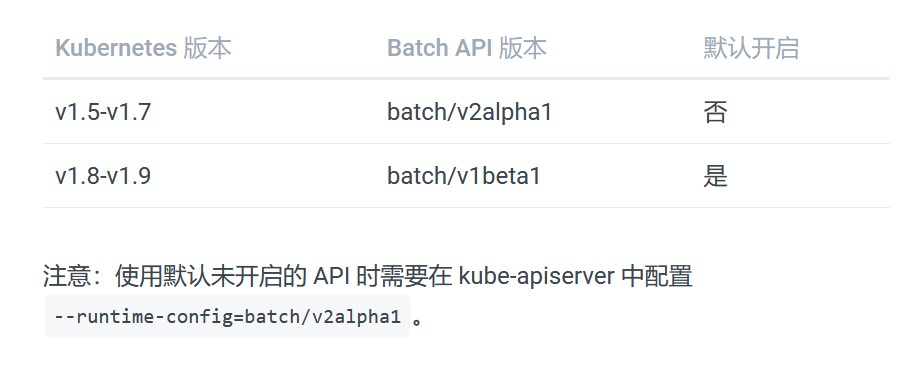 Kubernetes 版本 Batch API 版本 默认开启
v1.5-v1.7 batch/v2alpha1 否
v1.8-v1.9 batch/v1beta1 是
注意：使用默认未开启的 API 时需要在 kube-apiserver 中配置
--runtime-config=batch/v2alpha1 。